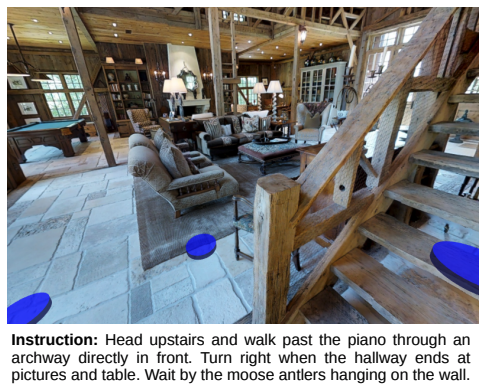 Instruction: Head upstairs and walk past the piano through an
archway directly in front. Turn right when the hallway ends at
pictures and table. Wait by the moose antlers hanging on the wall.